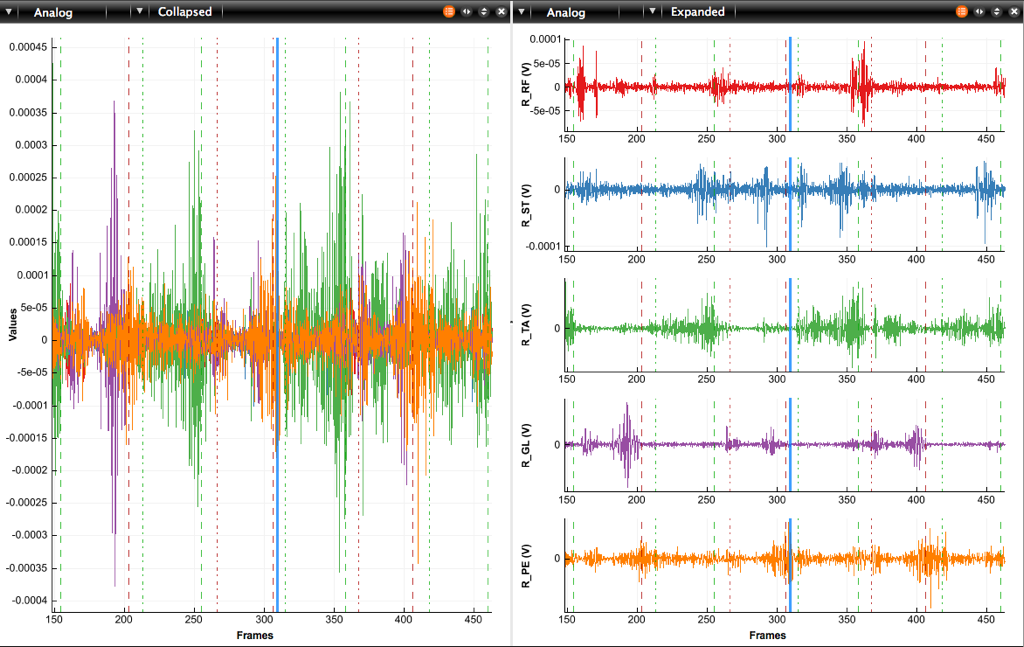 Analog
Collapsed
Analog
Expanded
0.00045
0.0004
0.00035
0.0003
0.00025
0.0002
0.00015
0.0001
5e-05
0
-5e-05
-0.0001
-0.00015
-0.0002
-0.00025
-0.0003
-0.00035
-0.0004
Values
150 200 250 300 350 400 450
Frames
R_RF (V)
0.0001
5e-05
0
-5e-05
150 200 250 300 350 400 450
R_ST (V)
0
-0.0001
150 200 250 300 350 400 450
R_TA (V)
0
150 200 250 300 350 400 450
R_GL (V)
0
150 200 250 300 350 400 450
R_PE (V)
0
150 200 250 300 350 400 450
Frames